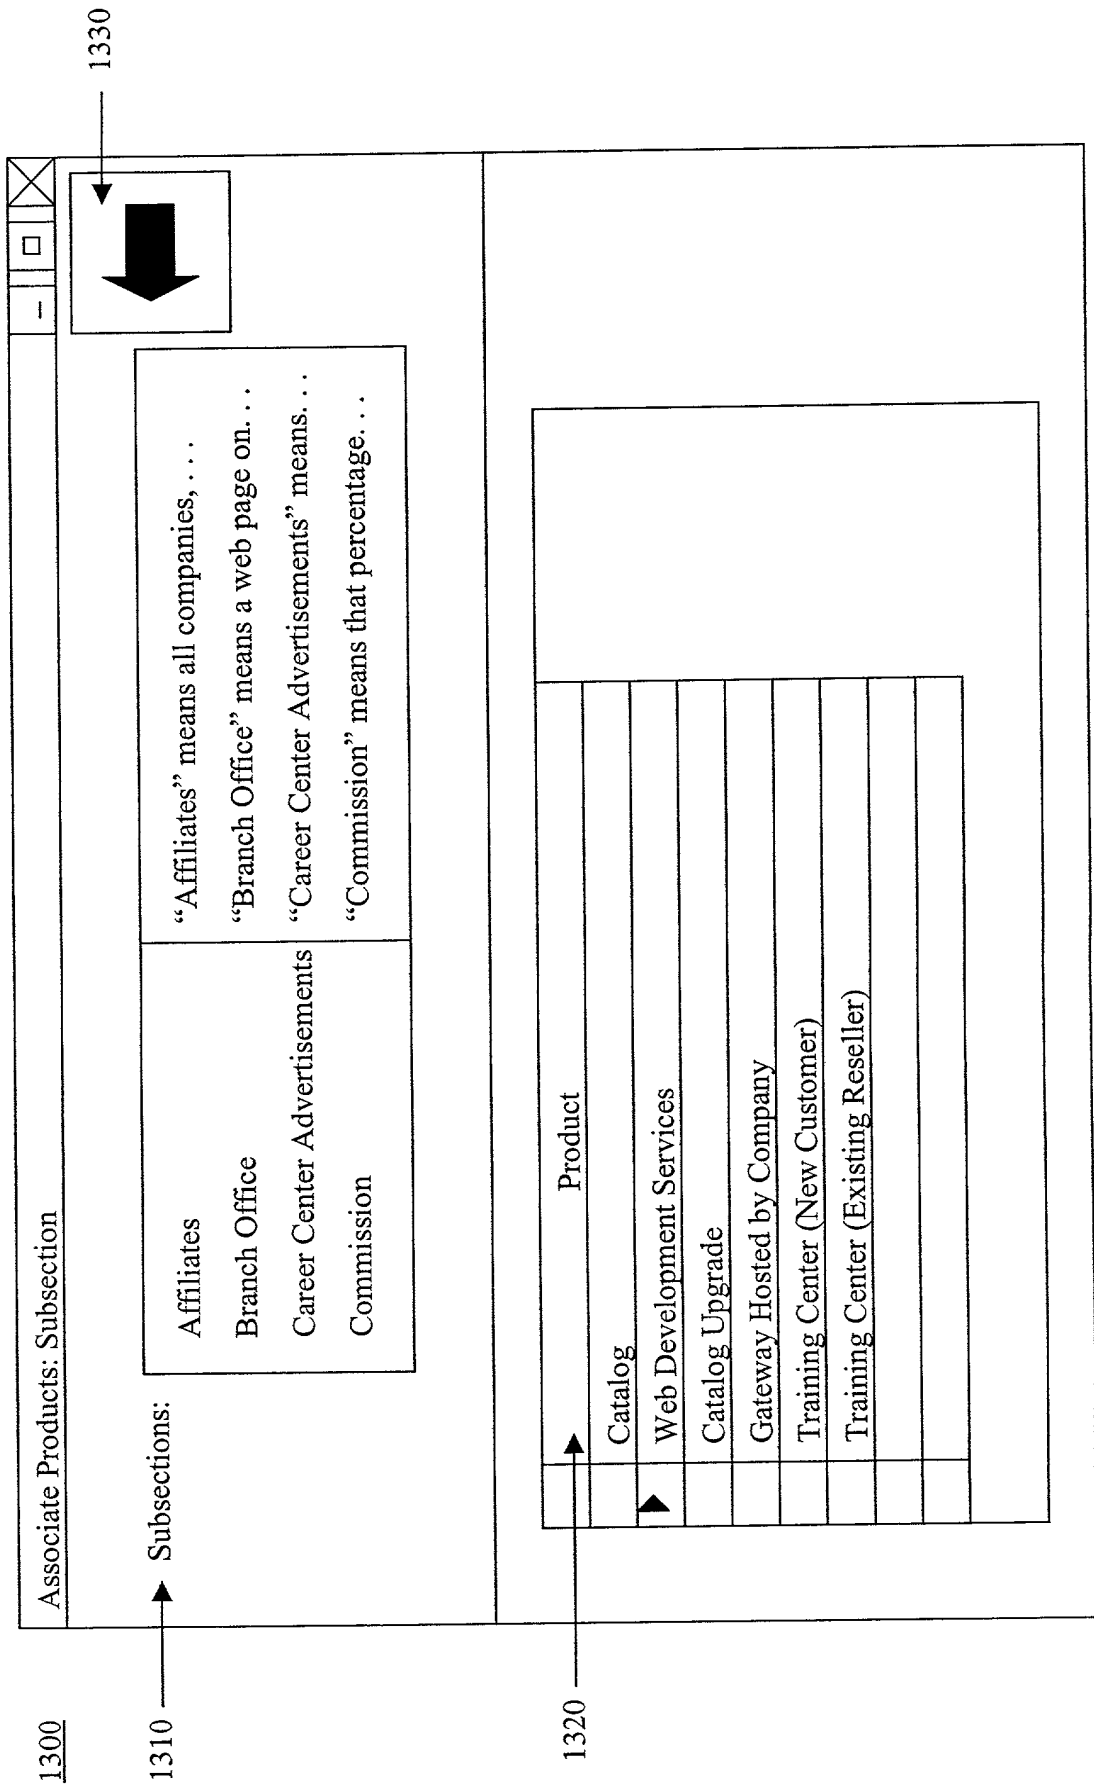 1300
Associate Products: Subsection
1330
1310
Subsections:
Affiliates
“Affiliates” means all companies, . . .
Branch Office
“Branch Office” means a web page on. . .
Career Center Advertisements
“Career Center Advertisements” means. . .
Commission
“Commission” means that percentage. . .
1320
Product
Catalog
Web Development Services
Catalog Upgrade
Gateway Hosted by Company
Training Center (New Customer)
Training Center (Existing Reseller)